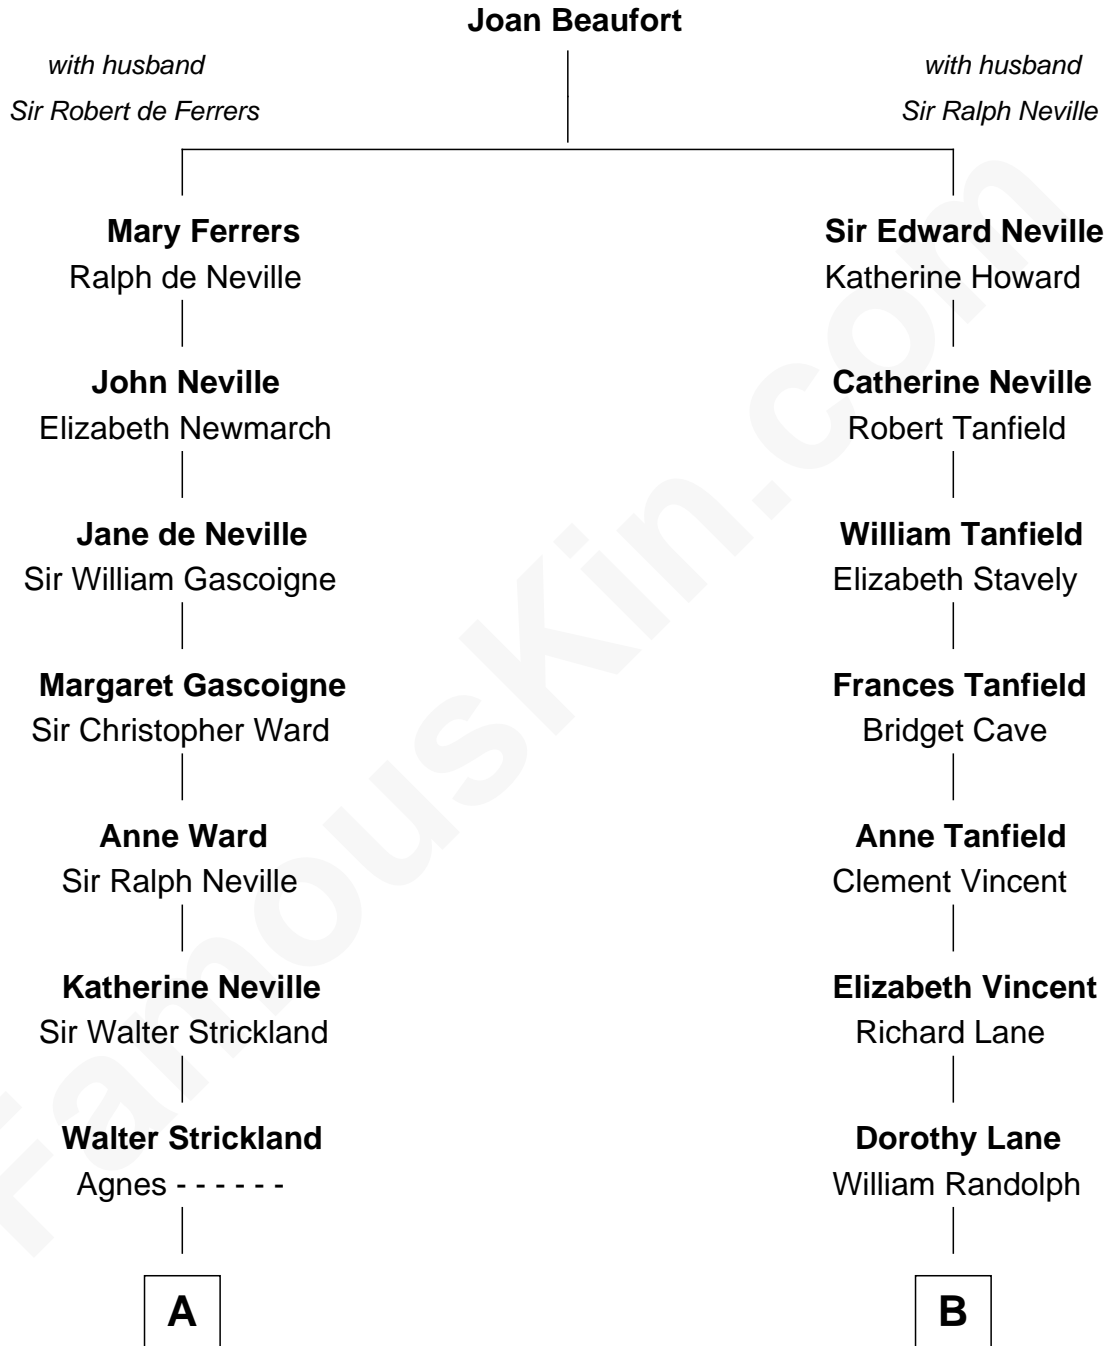 Joan Beaufort
with husband
Sir Robert de Ferrers
with husband
Sir Ralph Neville
Mary Ferrers
Ralph de Neville
Sir Edward Neville
Katherine Howard
John Neville
Elizabeth Newmarch
Catherine Neville
Robert Tanfield
Jane de Neville
Sir William Gascoigne
William Tanfield
Elizabeth Stavely
Margaret Gascoigne
Sir Christopher Ward
Frances Tanfield
Bridget Cave
Anne Ward
Sir Ralph Neville
Anne Tanfield
Clement Vincent
Katherine Neville
Sir Walter Strickland
Elizabeth Vincent
Richard Lane
Walter Strickland
Agnes - - - - - -
Dorothy Lane
William Randolph
A
B
FamousKin.com